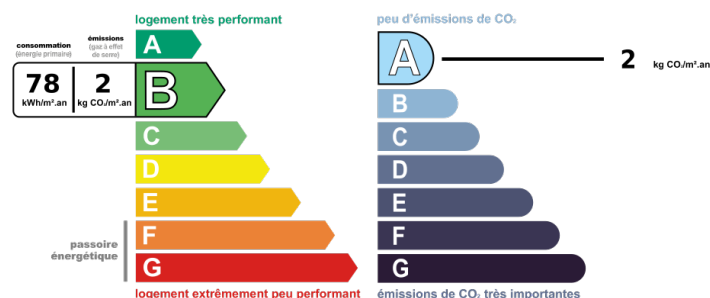 logement très performant
consommation
(énergie primaire)
émissions
(gaz à effet
de serre)
A
78
kWh/m².an
2
kg CO₂/m².an
B
C
D
E
F
G
passoire
énergétique
logement extrêmement peu performant
peu d'émissions de CO₂
A
2
kg CO₂/m².an
B
C
D
E
F
G
émissions de CO₂ très importantes